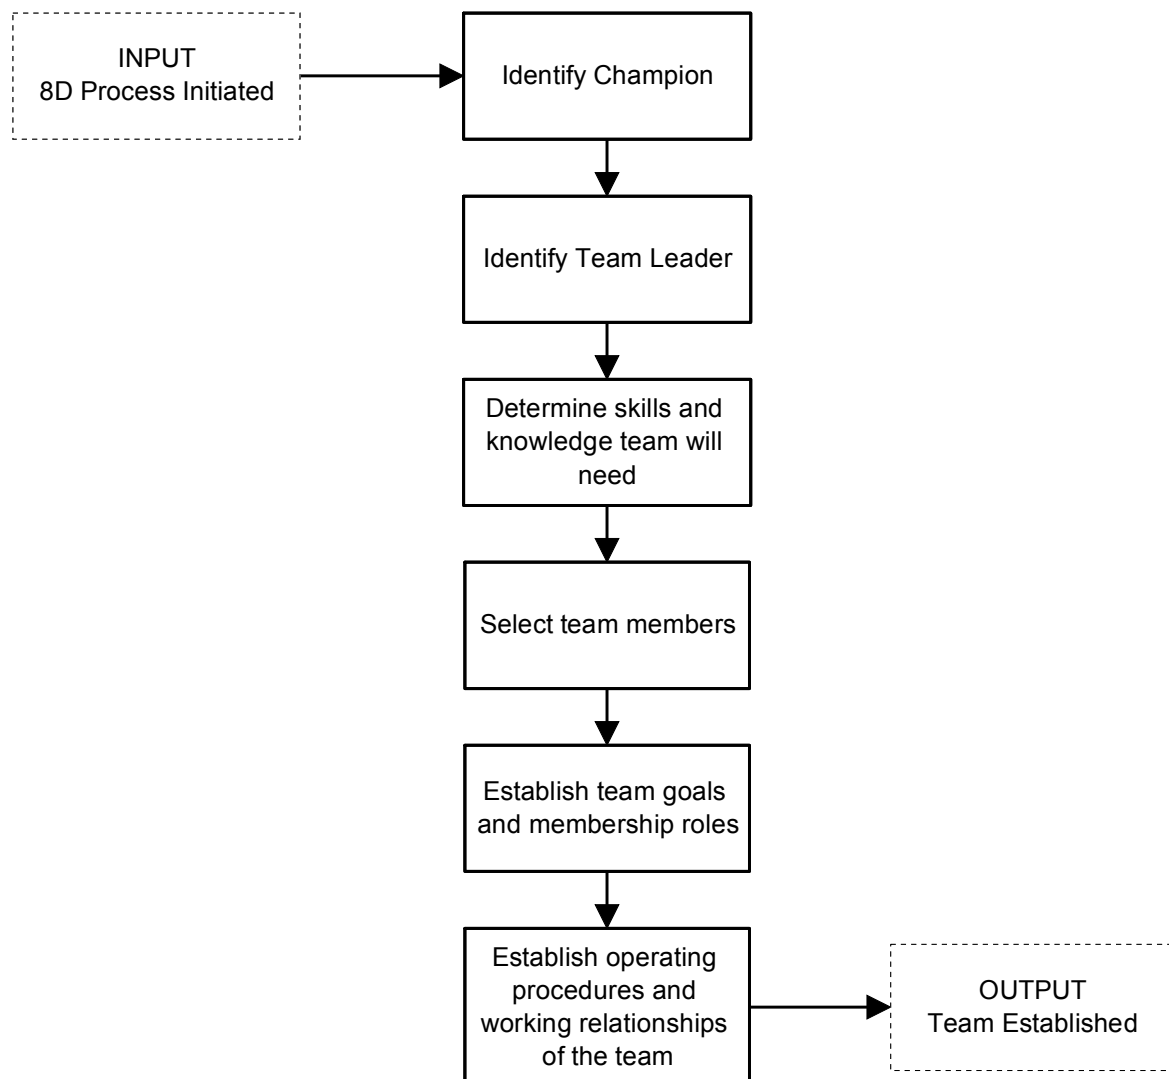 INPUT
8D Process Initiated
Identify Champion
Identify Team Leader
Determine skills and
knowledge team will
need
Select team members
Establish team goals
and membership roles
Establish operating
procedures and
working relationships
of the team
OUTPUT
Team Established